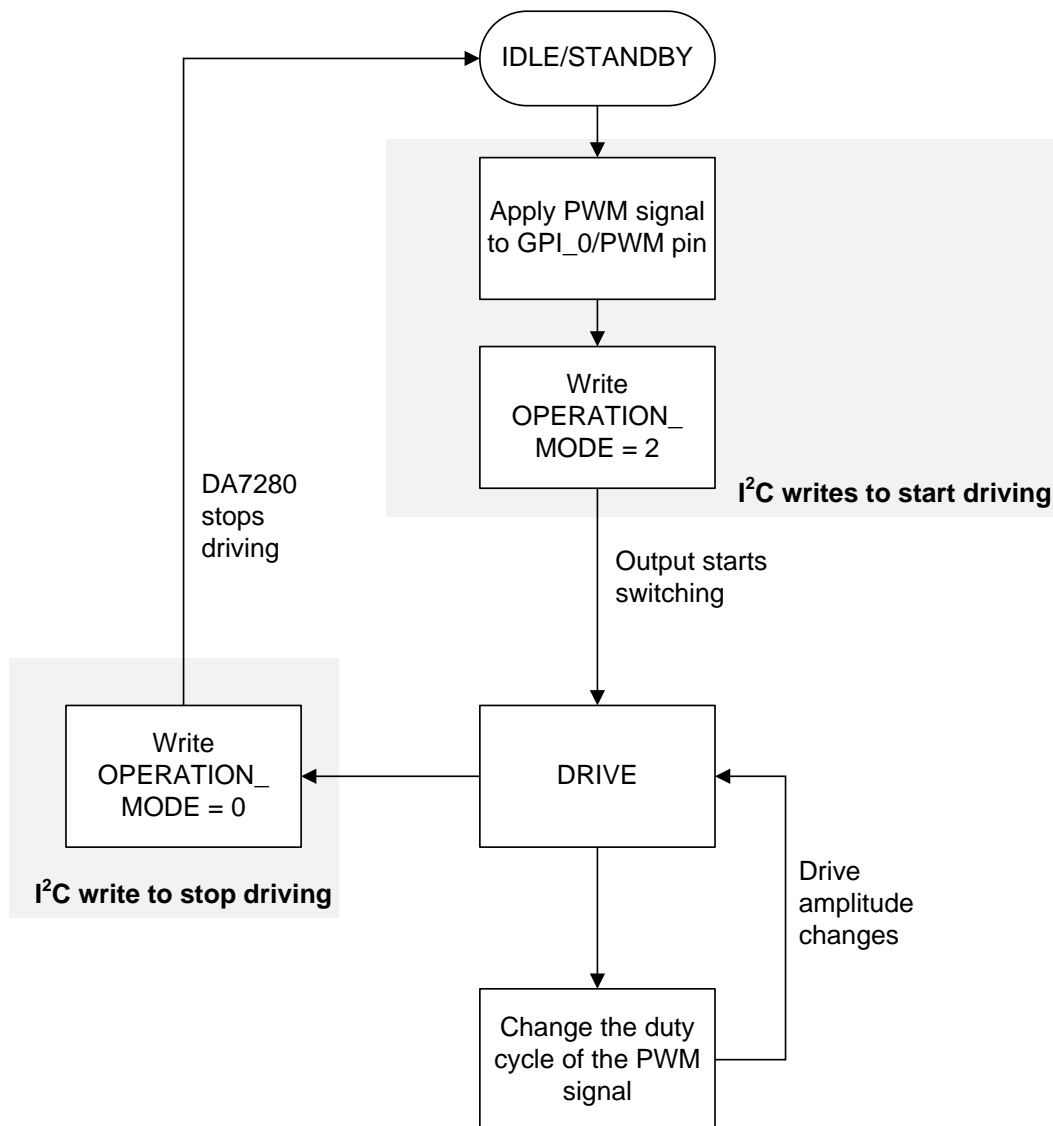 IDLE/STANDBY
Apply PWM signal
to GPI_0/PWM pin
Write
OPERATION_
MODE = 2
I²C writes to start driving
DA7280
stops
driving
Output starts
switching
Write
OPERATION_
MODE = 0
I²C write to stop driving
DRIVE
Drive
amplitude
changes
Change the duty
cycle of the PWM
signal